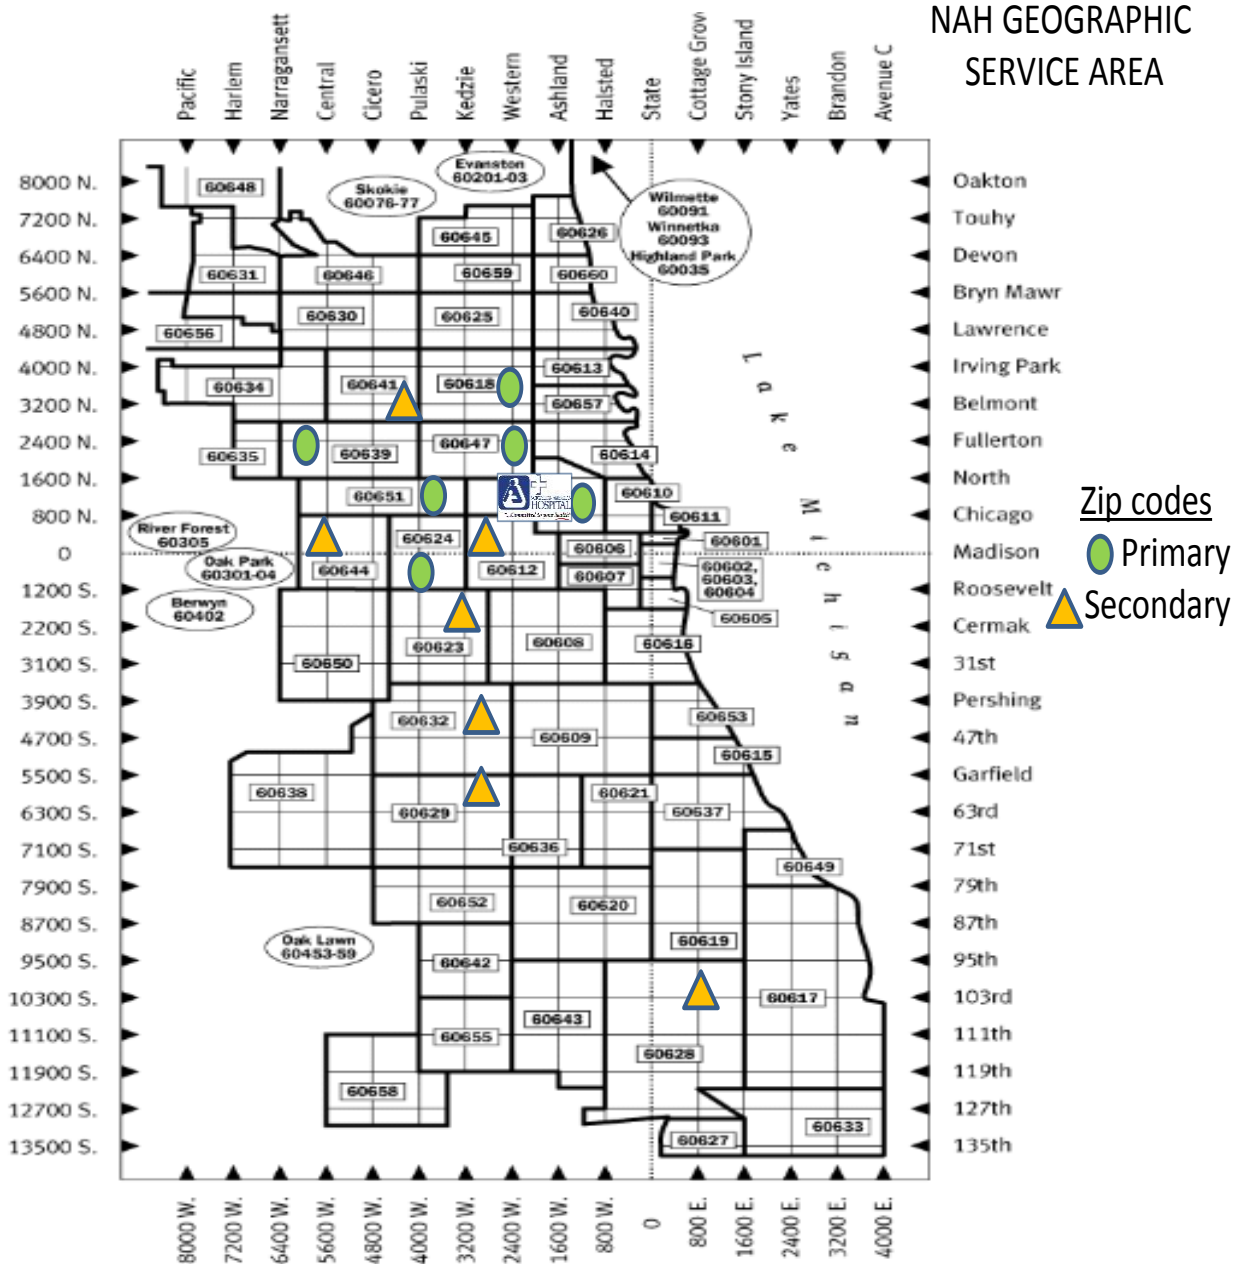 NAH GEOGRAPHIC
SERVICE AREA
Pacific
Harlem
Narragansett
Central
Cicero
Pulaski
Kedzie
Western
Ashland
Halsted
State
Cottage Grov
Stony Island
Yates
Brandon
Avenue C
8000 N.
7200 N.
6400 N.
5600 N.
4800 N.
4000 N.
3200 N.
2400 N.
1600 N.
800 N.
0
1200 S.
2200 S.
3100 S.
3900 S.
4700 S.
5500 S.
6300 S.
7100 S.
7900 S.
8700 S.
9500 S.
10300 S.
11100 S.
11900 S.
12700 S.
13500 S.
Evanston
60201-03
Skokie
60076-77
Wilmette
60091
Winnetka
60093
Highland Park
60035
60648
60645
60626
60631
60646
60659
60660
60630
60625
60640
60656
60634
60641
60618
60613
60657
60635
60639
60647
60614
60651
HOSPITAL
60610
60611
River Forest
60305
Oak Park
60301-04
Berwyn
60402
60624
60644
60612
60606
60607
60601
60602,
60603,
60604
60605
60650
60623
60608
60616
60632
60609
60653
60615
60638
60629
60621
60637
60636
60649
60652
60620
Oak Lawn
60453-59
60619
60642
60617
60643
60655
60628
60658
60633
60627
Lake Michigan
Oakton
Touhy
Devon
Bryn Mawr
Lawrence
Irving Park
Belmont
Fullerton
North
Chicago
Madison
Roosevelt
Cermak
31st
Pershing
47th
Garfield
63rd
71st
79th
87th
95th
103rd
111th
119th
127th
135th
Zip codes
Primary
Secondary
8000 W.
7200 W.
6400 W.
5600 W.
4800 W.
4000 W.
3200 W.
2400 W.
1600 W.
800 W.
0
800 E.
1600 E.
2400 E.
3200 E.
4000 E.